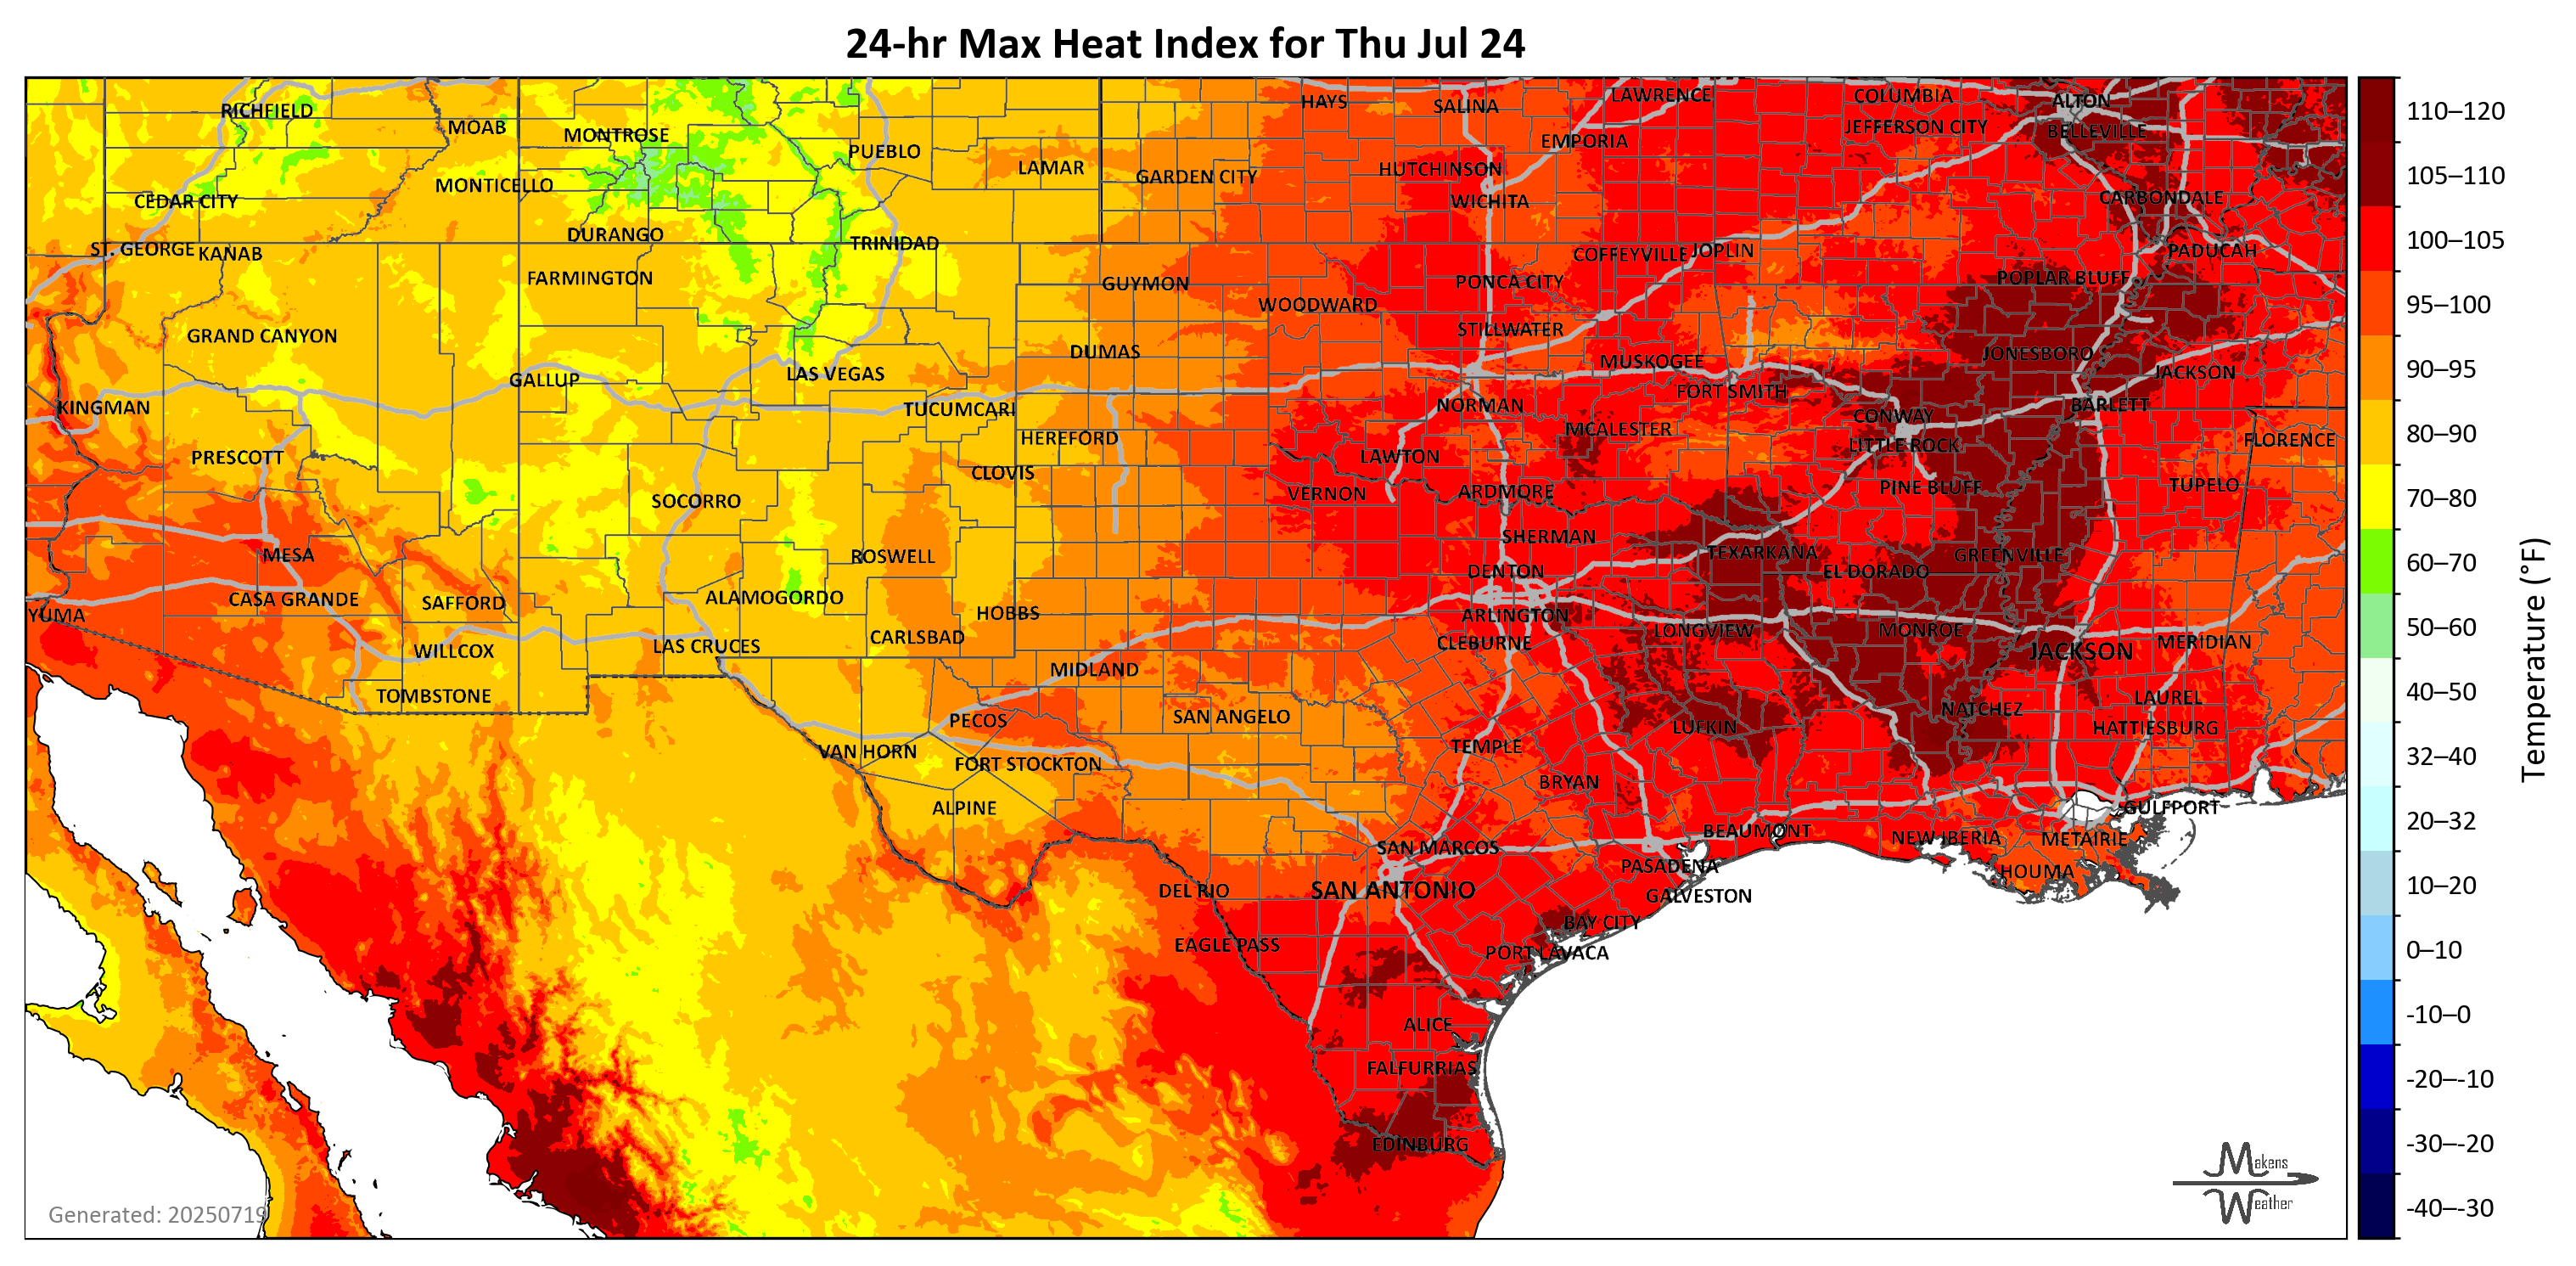 24-hr Max Heat Index for Thu Jul 24
RICHFIELD
MOAB
MONTROSE
PUEBLO
LAMAR
HAYS
SALINA
LAWRENCE
COLUMBIA
ALTON
EMPORIA
JEFFERSON CITY
BELLEVILLE
CEDAR CITY
MONTICELLO
GARDEN CITY
HUTCHINSON
WICHITA
CARBONDALE
ST. GEORGE
KANAB
DURANGO
TRINIDAD
COFFEYVILLE
JOPLIN
PADUCAH
FARMINGTON
GUYMON
WOODWARD
PONCA CITY
POPLAR BLUFF
GRAND CANYON
DUMAS
STILLWATER
JONESBORO
GALLUP
LAS VEGAS
MUSKOGEE
FORT SMITH
JACKSON
KINGMAN
TUCUMCARI
NORMAN
CONWAY
BARLETT
PRESCOTT
HEREFORD
CLOVIS
LAWTON
MCALESTER
LITTLE ROCK
FLORENCE
SOCORRO
VERNON
ARDMORE
PINE BLUFF
TUPELO
MESA
ROSWELL
SHERMAN
TEXARKANA
GREENVILLE
CASA GRANDE
SAFFORD
ALAMOGORDO
HOBBS
DENTON
EL DORADO
YUMA
WILLCOX
LAS CRUCES
CARLSBAD
ARLINGTON
CLEBURNE
LONGVIEW
MONROE
JACKSON
MERIDIAN
TOMBSTONE
MIDLAND
PECOS
SAN ANGELO
LUFKIN
NATCHEZ
LAUREL
HATTIESBURG
VAN HORN
FORT STOCKTON
TEMPLE
BRYAN
ALPINE
GULFPORT
SAN MARCOS
BEAUMONT
NEW IBERIA
METAIRIE
DEL RIO
SAN ANTONIO
PASADENA
GALVESTON
HOUMA
EAGLE PASS
BAY CITY
PORT LAVACA
ALICE
FALFURRIAS
EDINBURG
Generated: 20250719
Makens
Weather
110–120
105–110
100–105
95–100
90–95
80–90
70–80
60–70
50–60
40–50
32–40
20–32
10–20
0–10
-10–0
-20–-10
-30–-20
-40–-30
Temperature (°F)